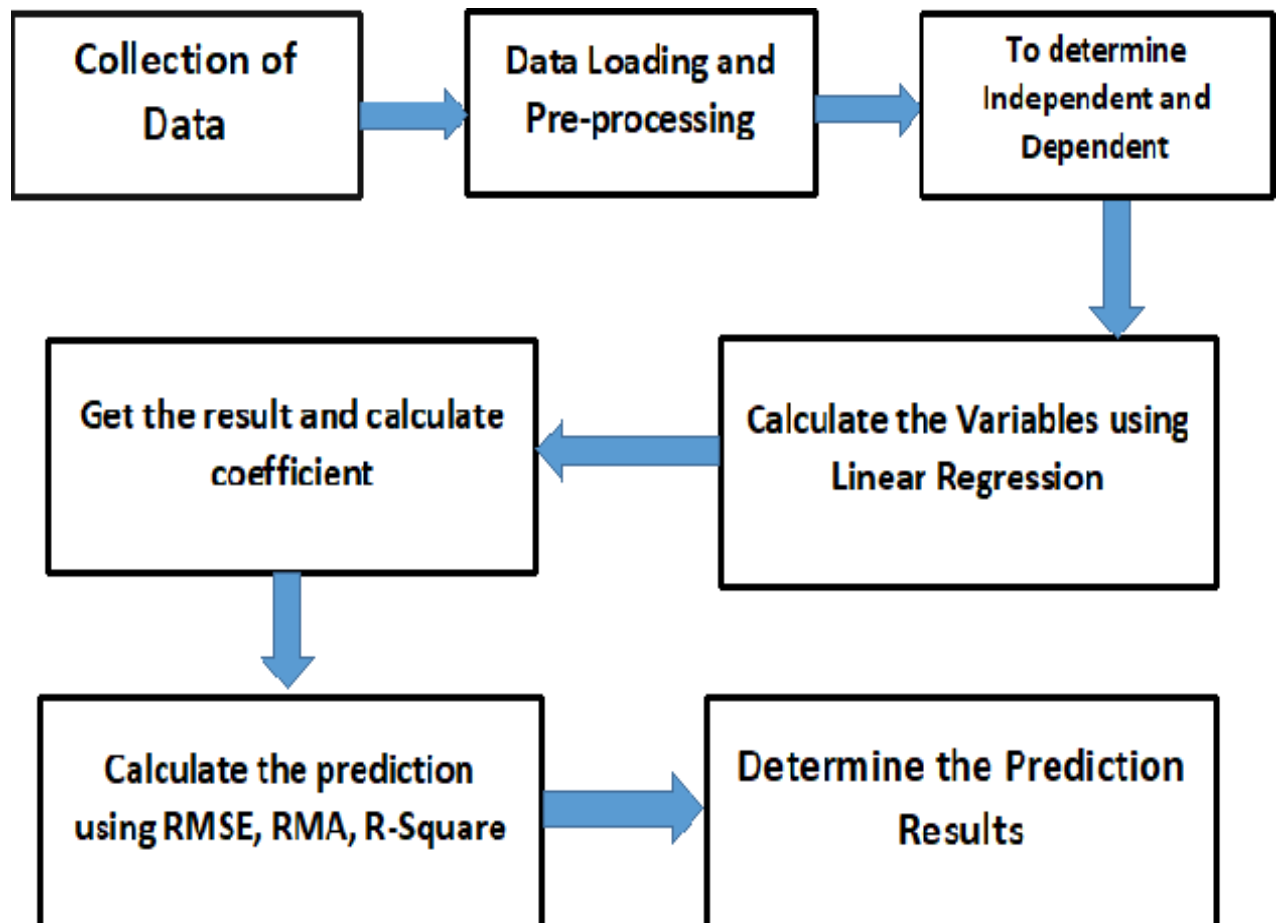 Collection of
Data
Data Loading and
Pre-processing
To determine
Independent and
Dependent
Calculate the Variables using
Linear Regression
Get the result and calculate
coefficient
Calculate the prediction
using RMSE, RMA, R-Square
Determine the Prediction
Results